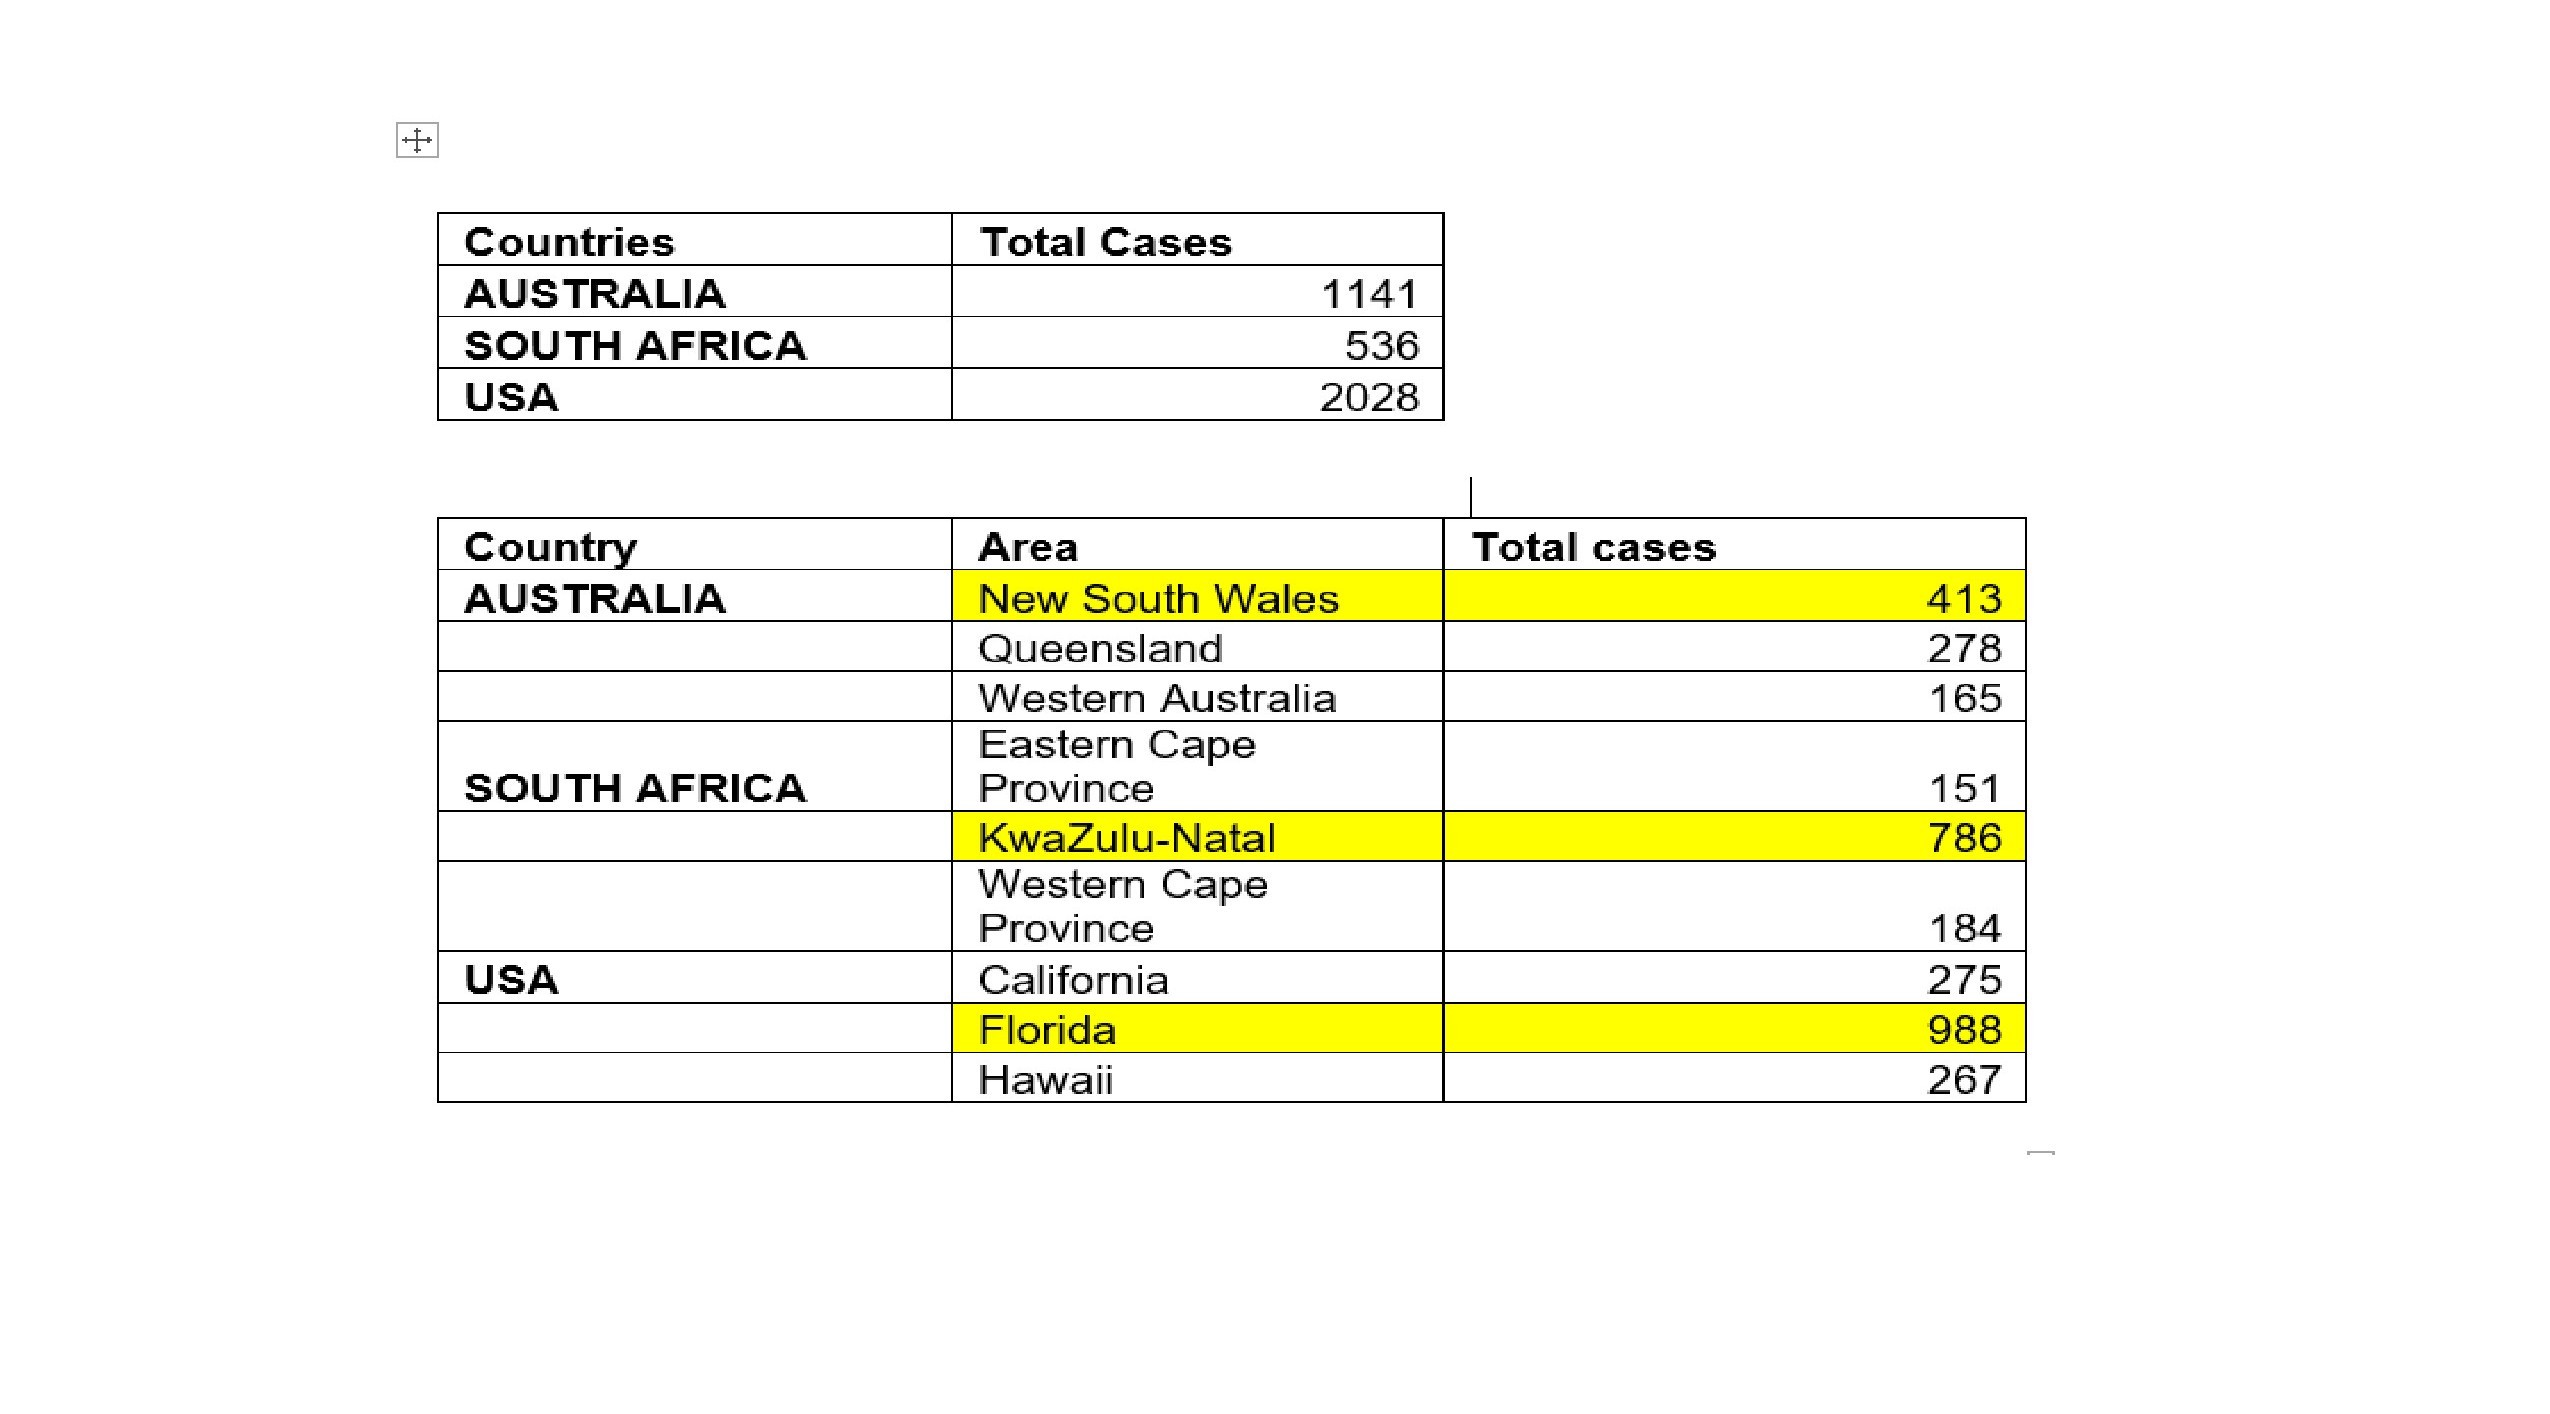 Countries Total Cases
AUSTRALIA 1141
SOUTH AFRICA 536
USA 2028
Country Area Total cases
AUSTRALIA New South Wales 413
Queensland 278
Western Australia 165
Eastern Cape
SOUTH AFRICA Province 151
KwaZulu-Natal 786
Western Cape
Province 184
USA California 275
Florida 988
Hawaii 267